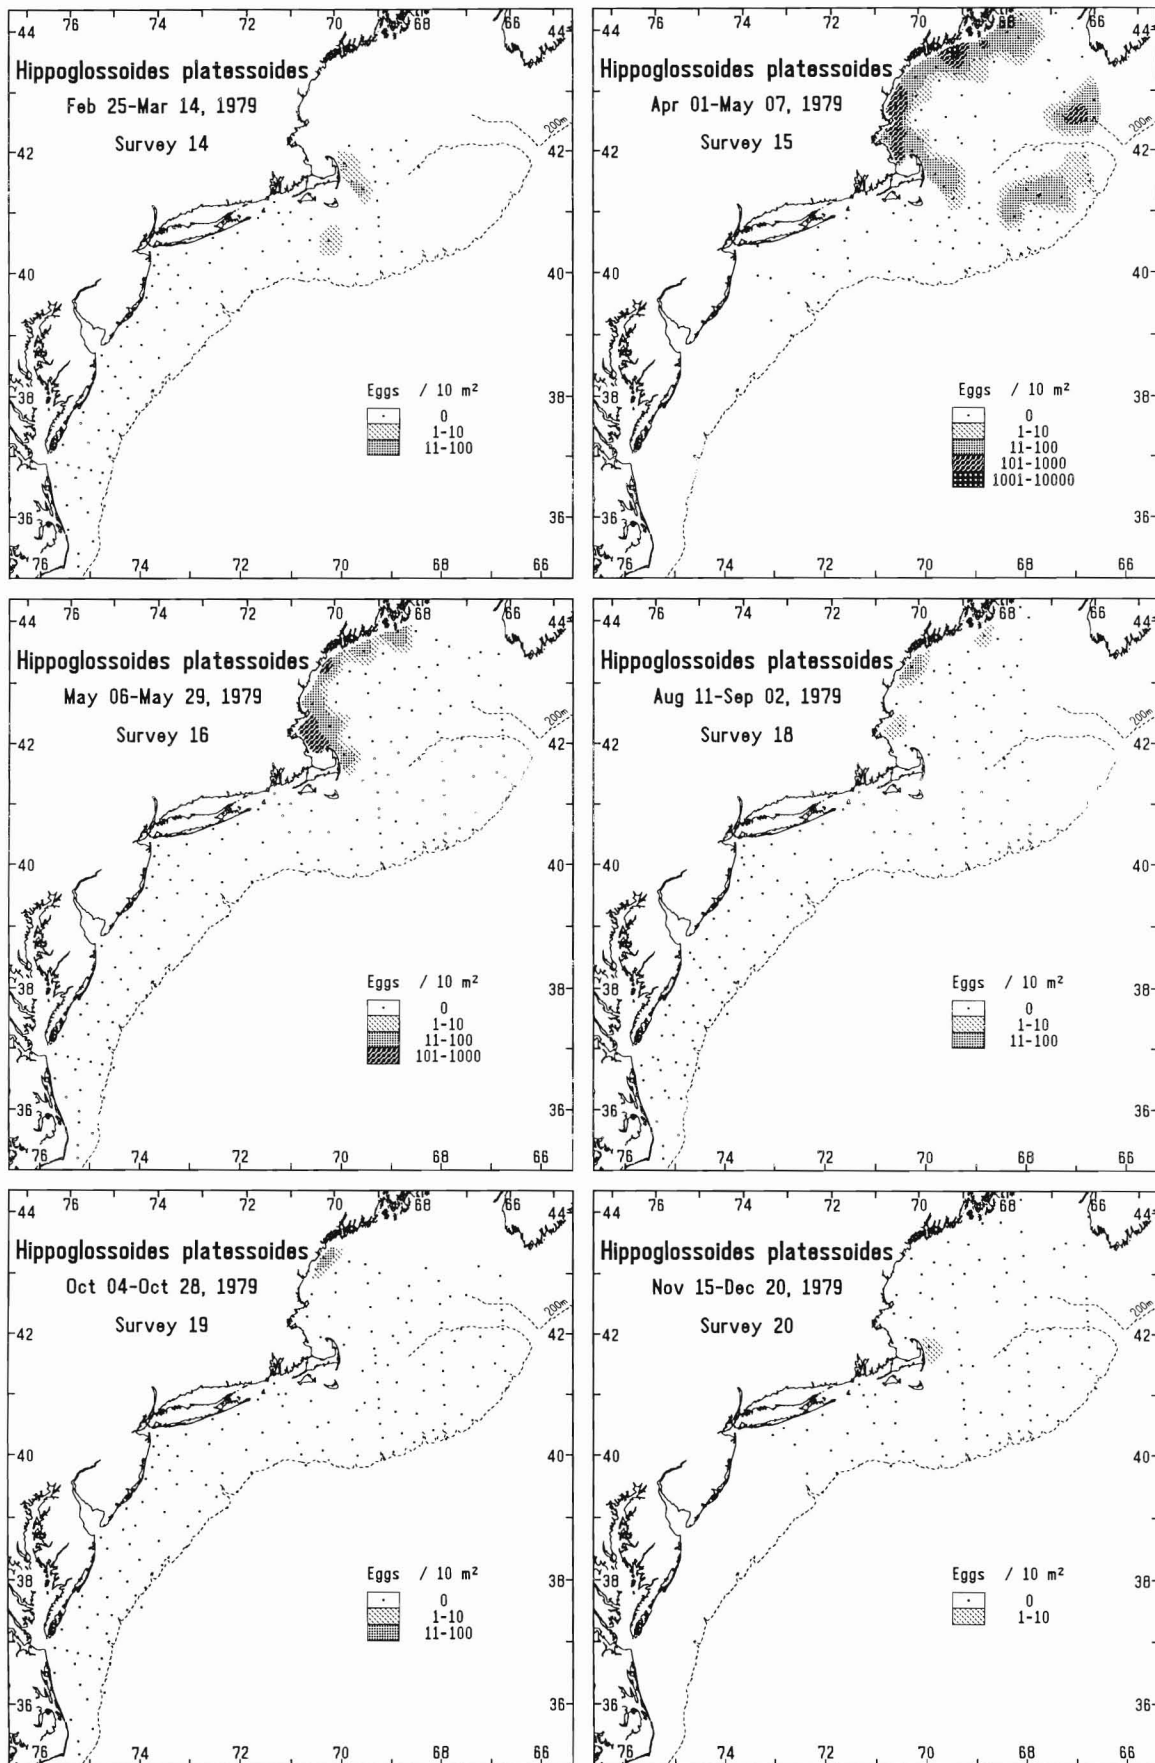 76 74 72 70 68 66
44
Hippoglossoides platessoides
Feb 25-Mar 14, 1979
Survey 14
200m
42
42
40
40
Eggs / 10 m²
0
1-10
11-100
38
38
36
36
76 74 72 70 68 66
76 74 72 70 68 66
44 44
Hippoglossoides platessoides
Apr 01-May 07, 1979
Survey 15
200m
42
42
40
40
Eggs / 10 m²
0
1-10
11-100
101-1000
1001-10000
38
38
36
36
76 74 72 70 68 66
76 74 72 70 68 66
44 44
Hippoglossoides platessoides
May 06-May 29, 1979
Survey 16
200m
42
42
40
40
Eggs / 10 m²
0
1-10
11-100
101-1000
38
38
36
36
76 74 72 70 68 66
76 74 72 70 68 66
44 44
Hippoglossoides platessoides
Aug 11-Sep 02, 1979
Survey 18
200m
42
42
40
40
Eggs / 10 m²
0
1-10
11-100
38
38
36
36
76 74 72 70 68 66
76 74 72 70 68 66
44 44
Hippoglossoides platessoides
Oct 04-Oct 28, 1979
Survey 19
200m
42
42
40
40
Eggs / 10 m²
0
1-10
11-100
38
38
36
36
76 74 72 70 68 66
76 74 72 70 68 66
44 44
Hippoglossoides platessoides
Nov 15-Dec 20, 1979
Survey 20
200m
42
42
40
40
Eggs / 10 m²
0
1-10
38
38
36
36
76 74 72 70 68 66